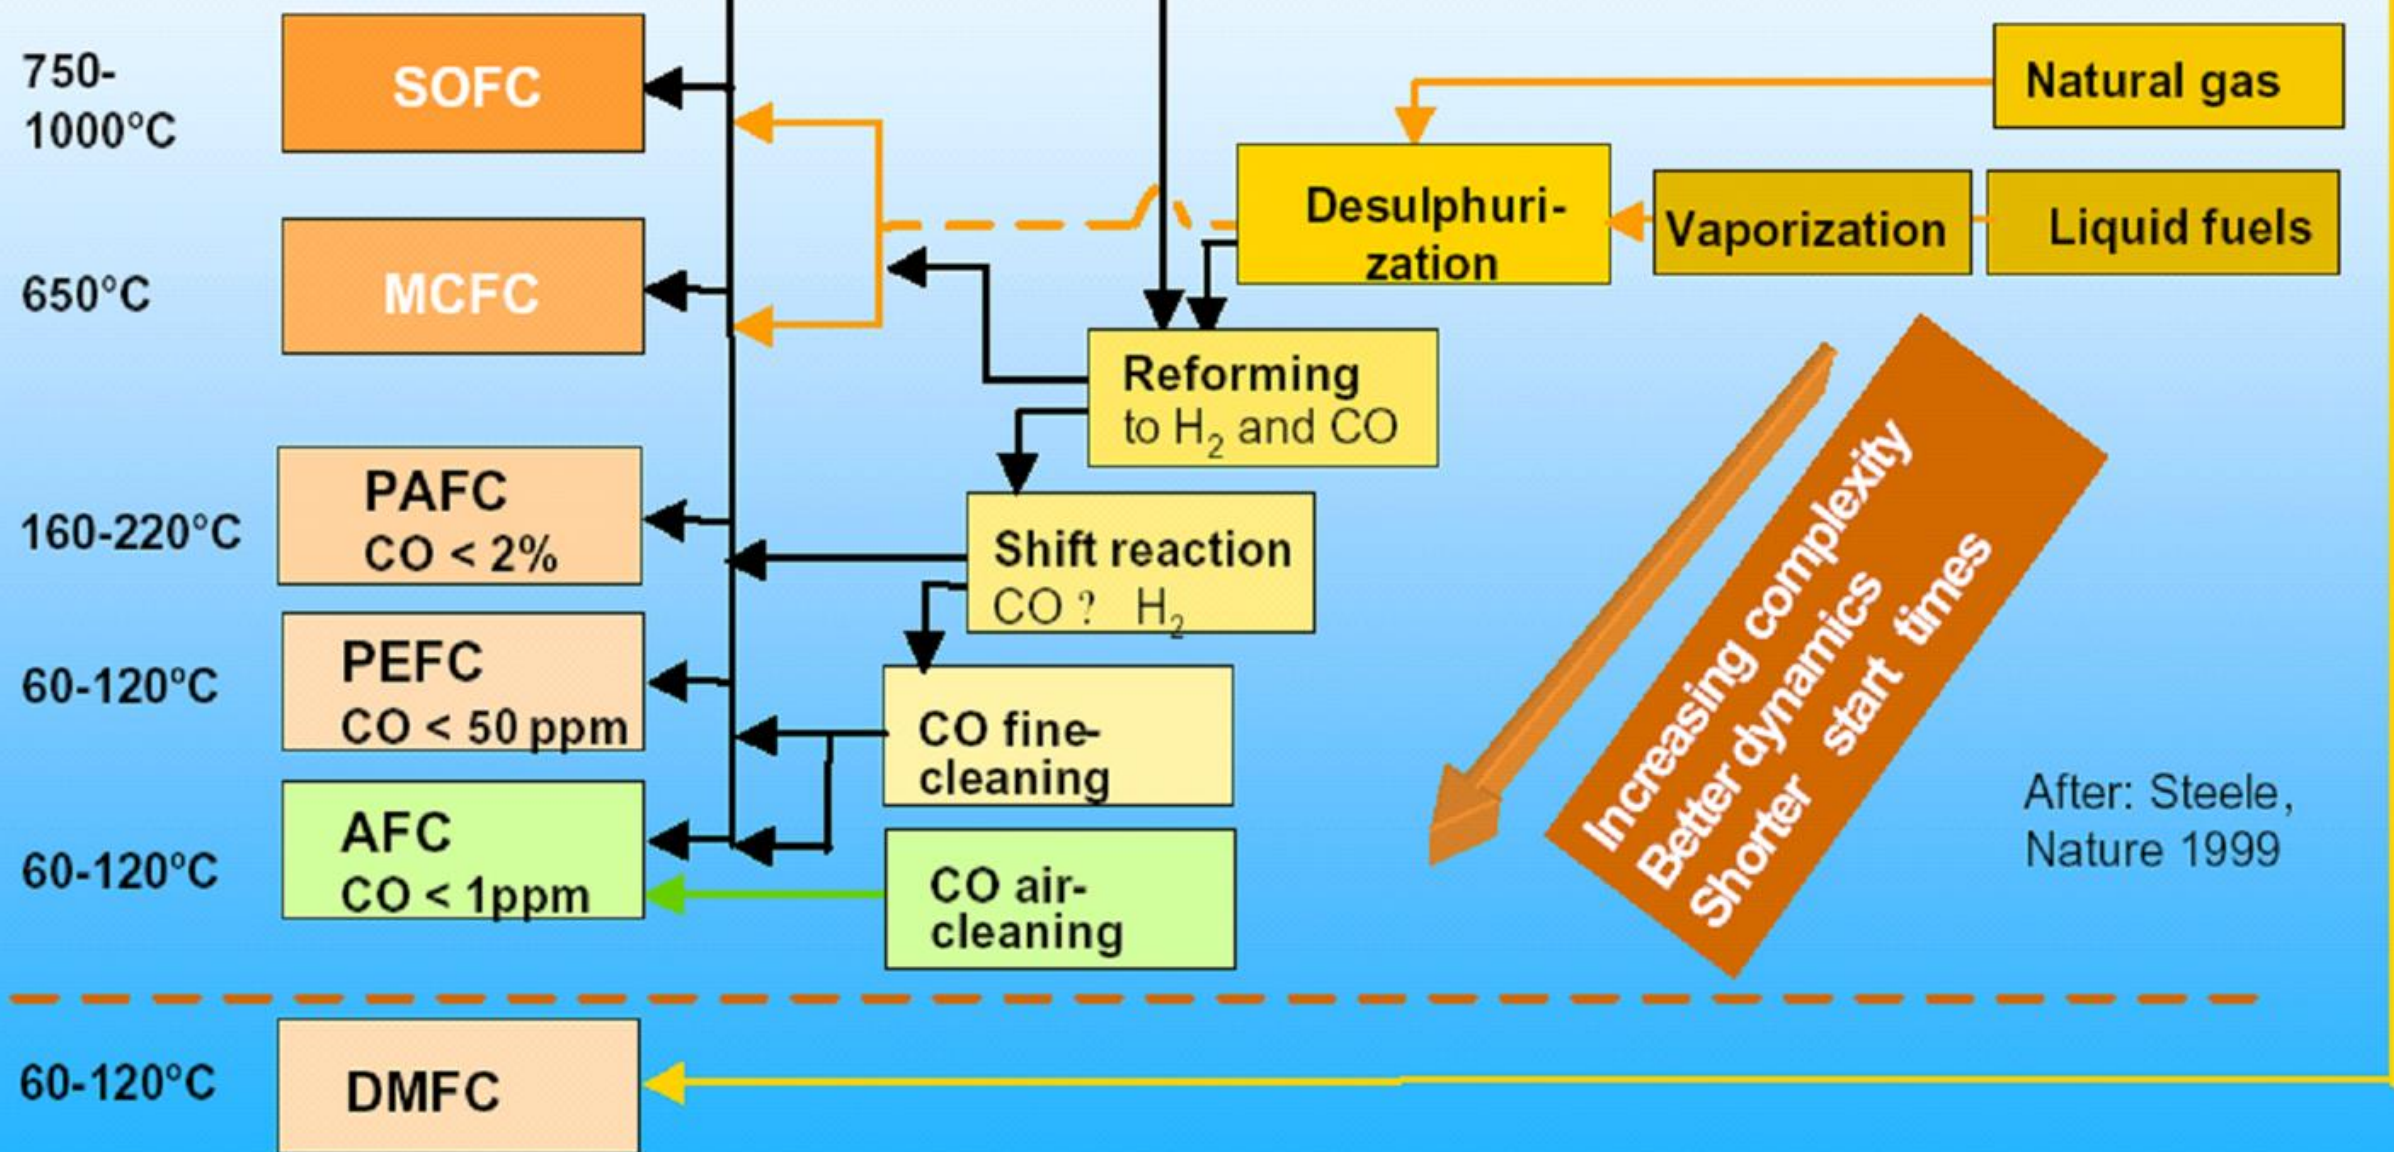 750-
1000°C
SOFC
Natural gas
Desulphuri-
zation
Vaporization
Liquid fuels
650°C
MCFC
Reforming
to H₂ and CO
160-220°C
PAFC
CO < 2%
Shift reaction
CO ? H₂
60-120°C
PEFC
CO < 50 ppm
CO fine-
cleaning
60-120°C
AFC
CO < 1ppm
CO air-
cleaning
Increasing complexity
Better dynamics
Shorter start times
After: Steele,
Nature 1999
60-120°C
DMFC